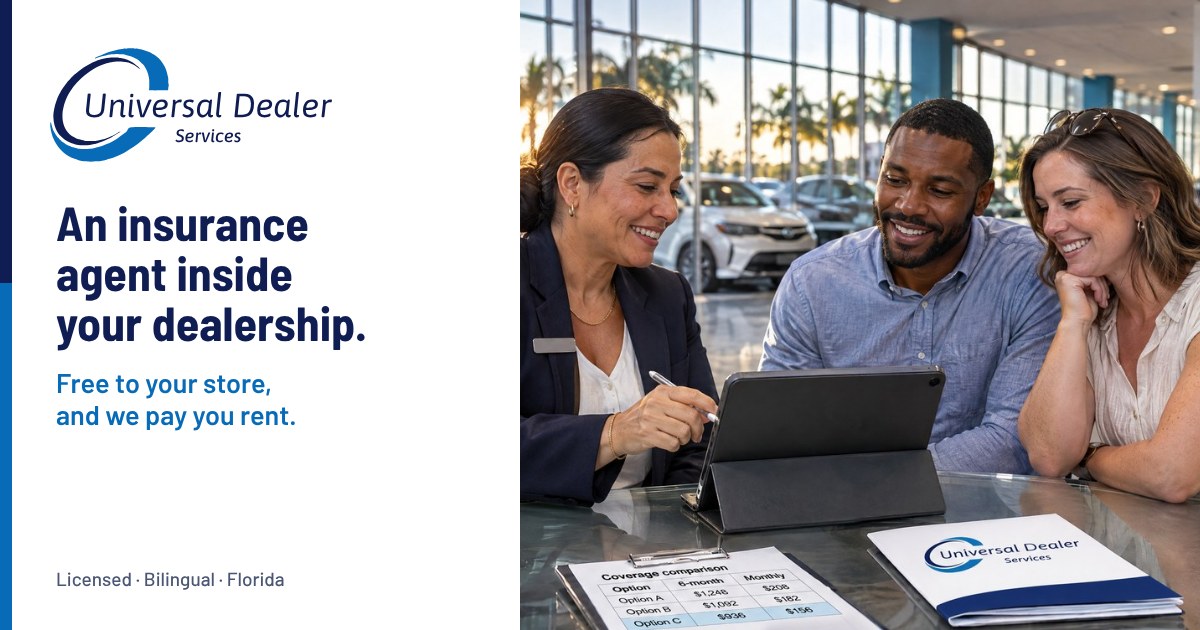 Universal Dealer
Services
An insurance
agent inside
your dealership.
Free to your store,
and we pay you rent.
Licensed · Bilingual · Florida
Universal Dealer
Services
Coverage comparison
Option 6-month Monthly
Option A $1,248 $208
Option B $1,092 $182
Option C $936 $156